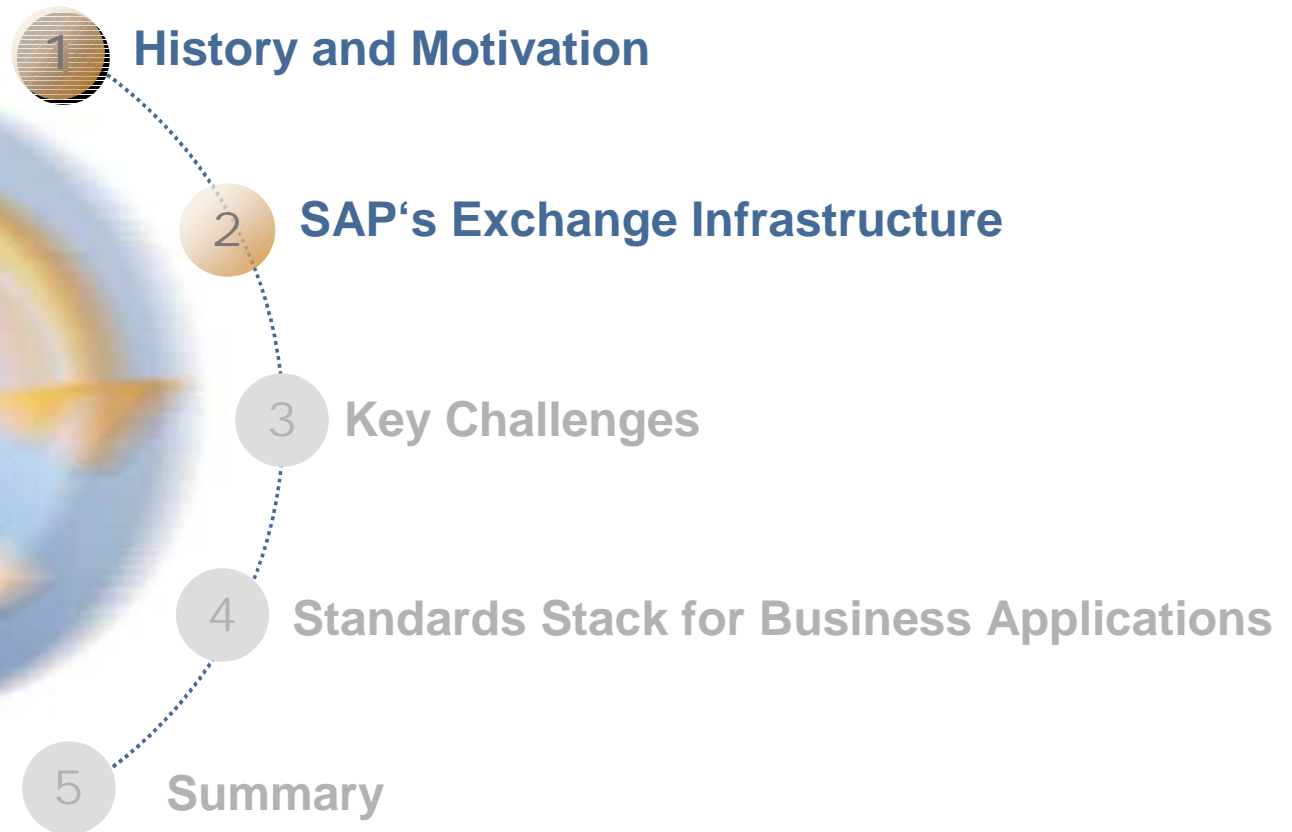 1 History and Motivation
2 SAP‘s Exchange Infrastructure
3 Key Challenges
4 Standards Stack for Business Applications
5 Summary